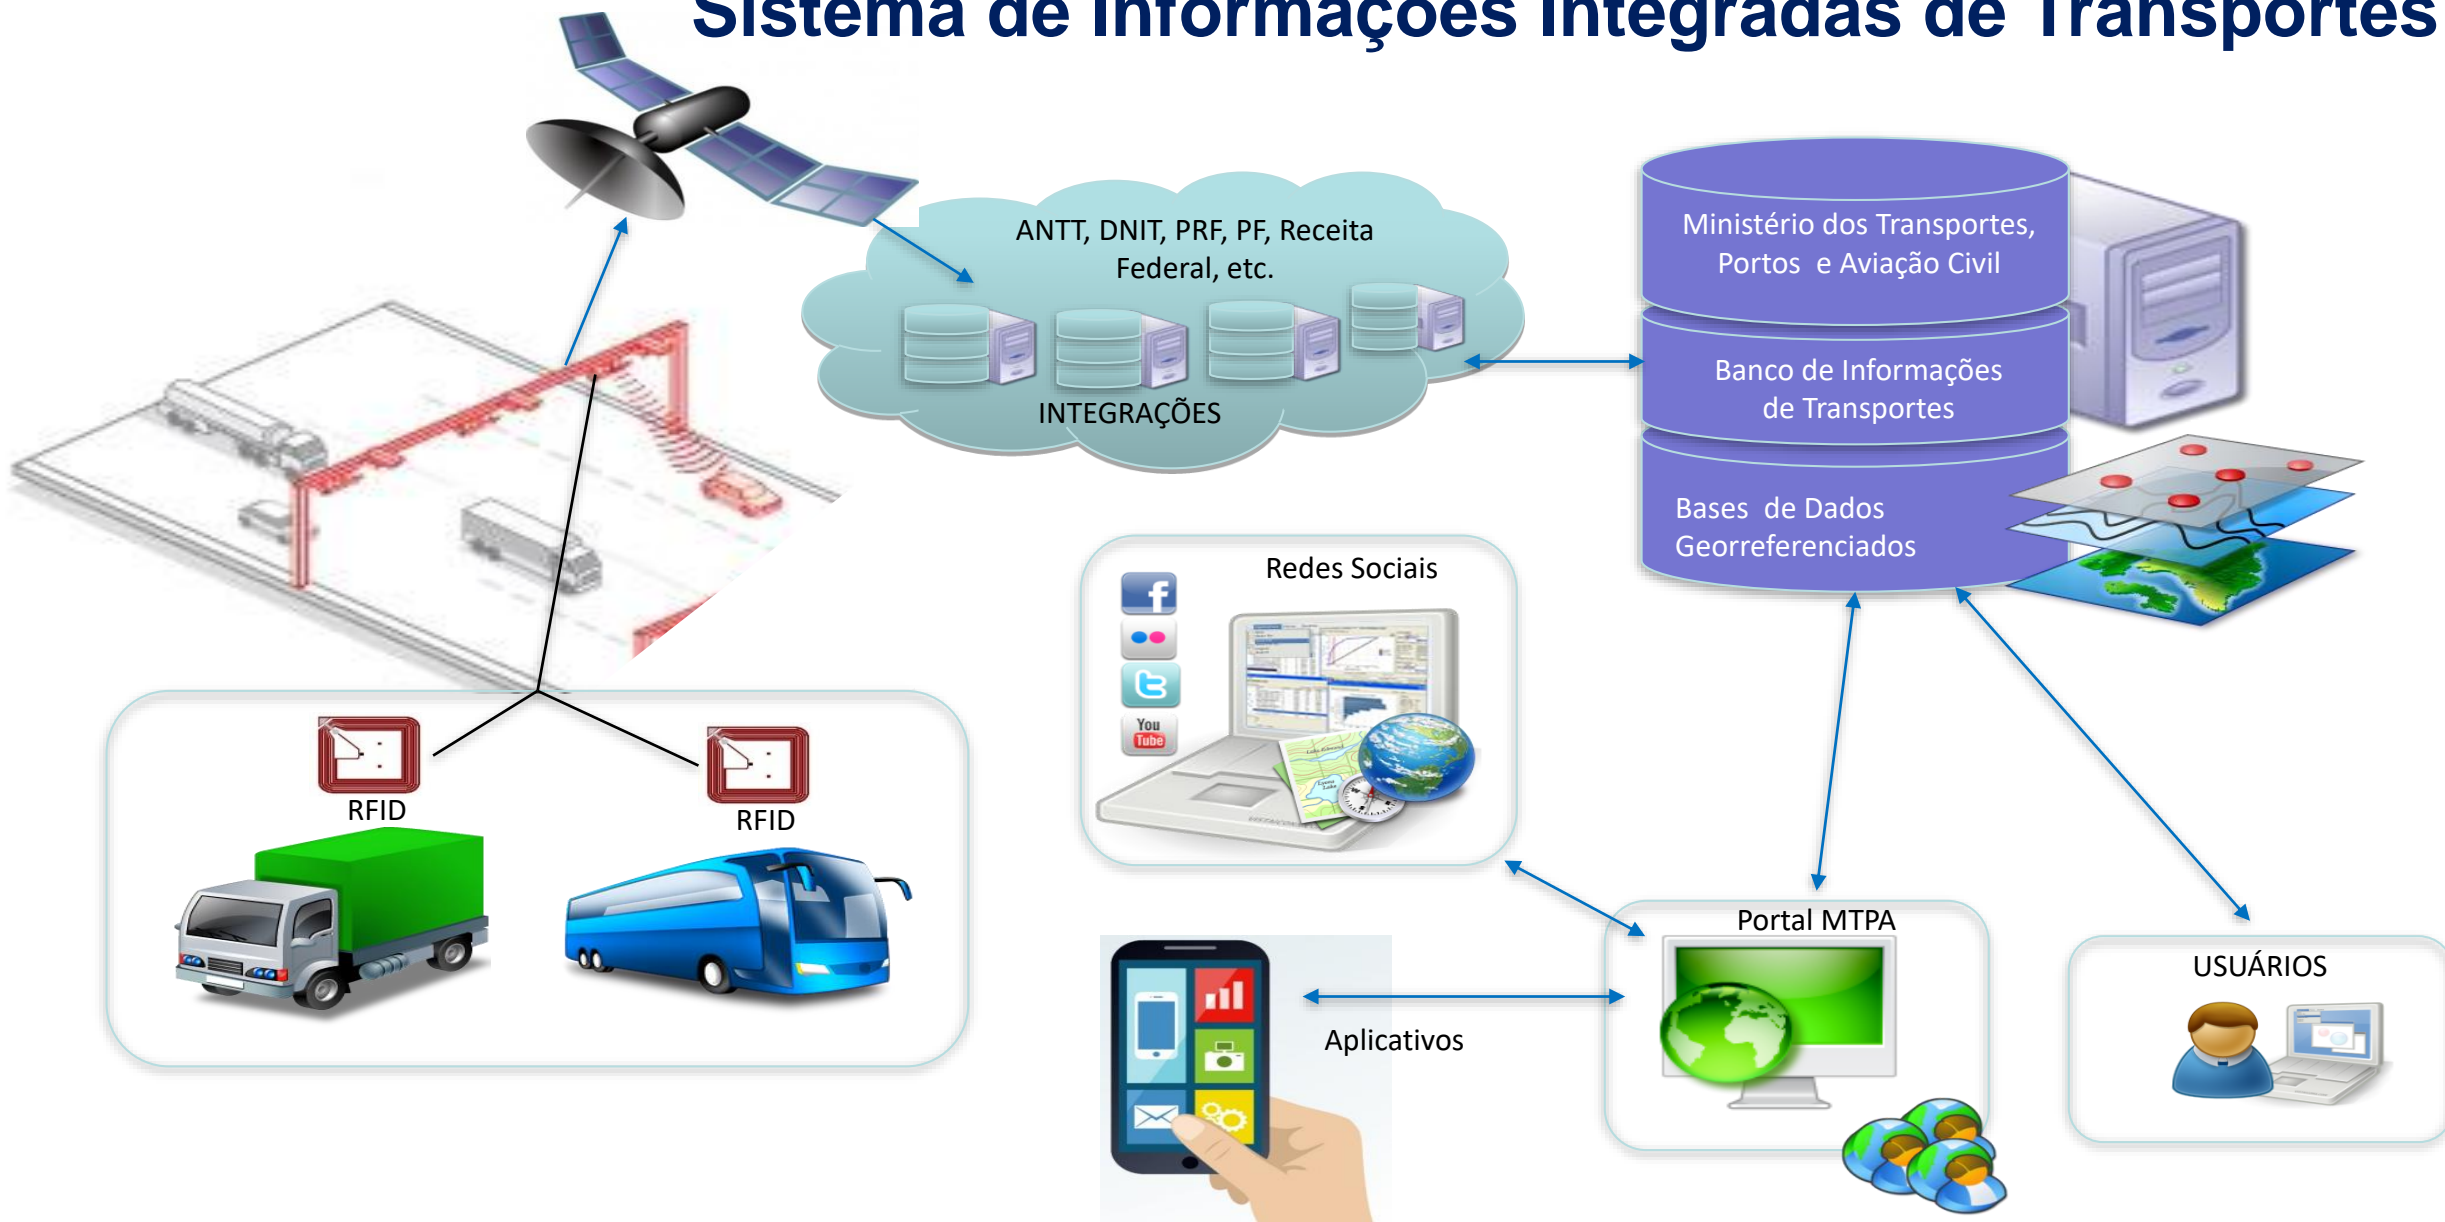 Sistema de Informações Integradas de Transportes
ANTT, DNIT, PRF, PF, Receita
Federal, etc.
INTEGRAÇÕES
Ministério dos Transportes,
Portos e Aviação Civil
Banco de Informações
de Transportes
Bases de Dados
Georreferenciados
Redes Sociais
You
Tube
RFID
RFID
Portal MTPA
Aplicativos
USUÁRIOS